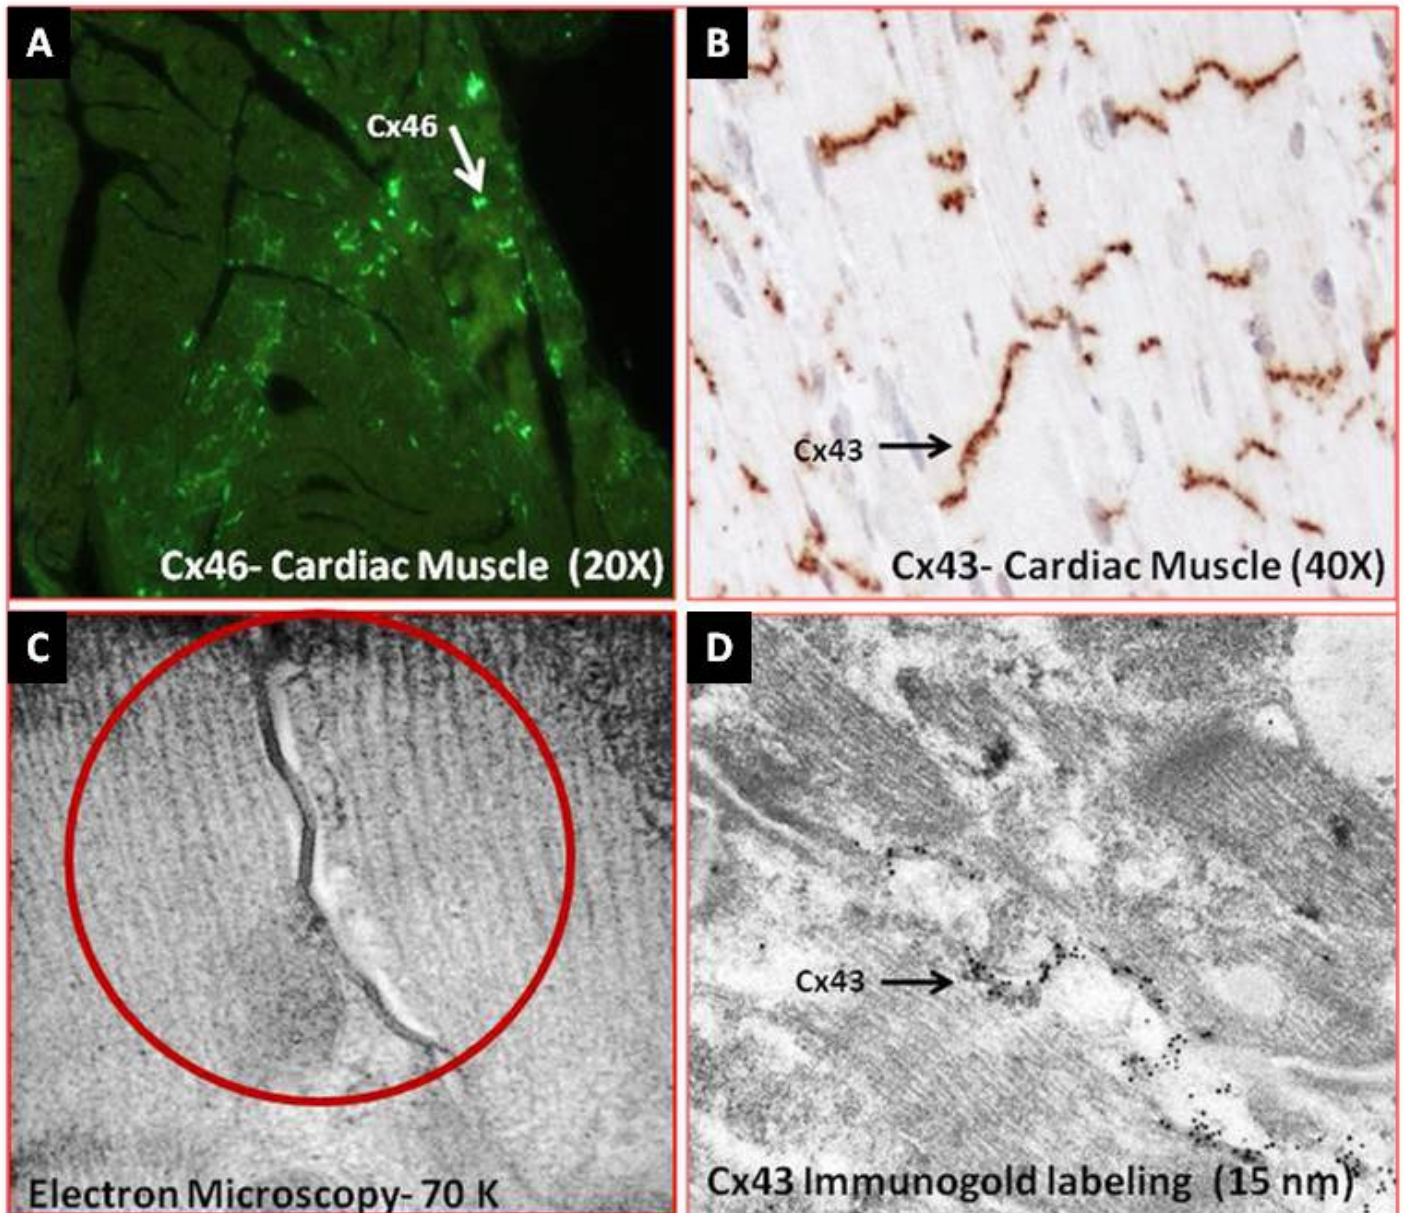 A
Cx46
Cx46- Cardiac Muscle (20X)
B
Cx43
Cx43- Cardiac Muscle (40X)
C
Electron Microscopy- 70 K
D
Cx43
Cx43 Immunogold labeling (15 nm)